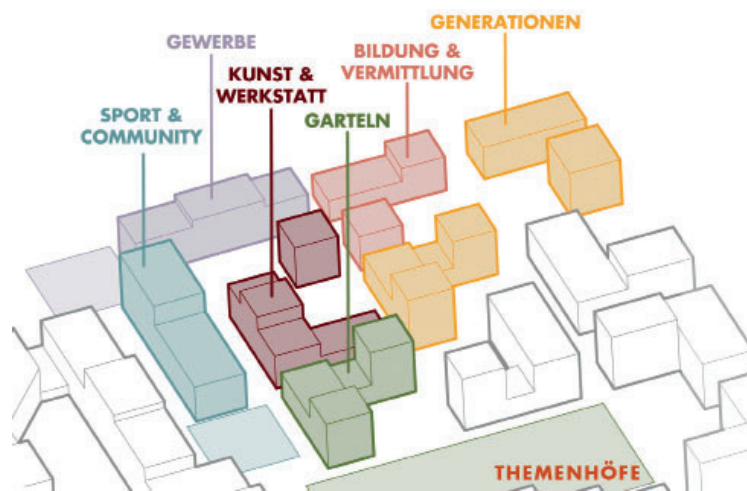 GENERATIONEN
GEWERBE
BILDUNG &
VERMITTLUNG
KUNST &
WERKSTATT
SPORT &
COMMUNITY
GARTELN
THEMENHÖFE